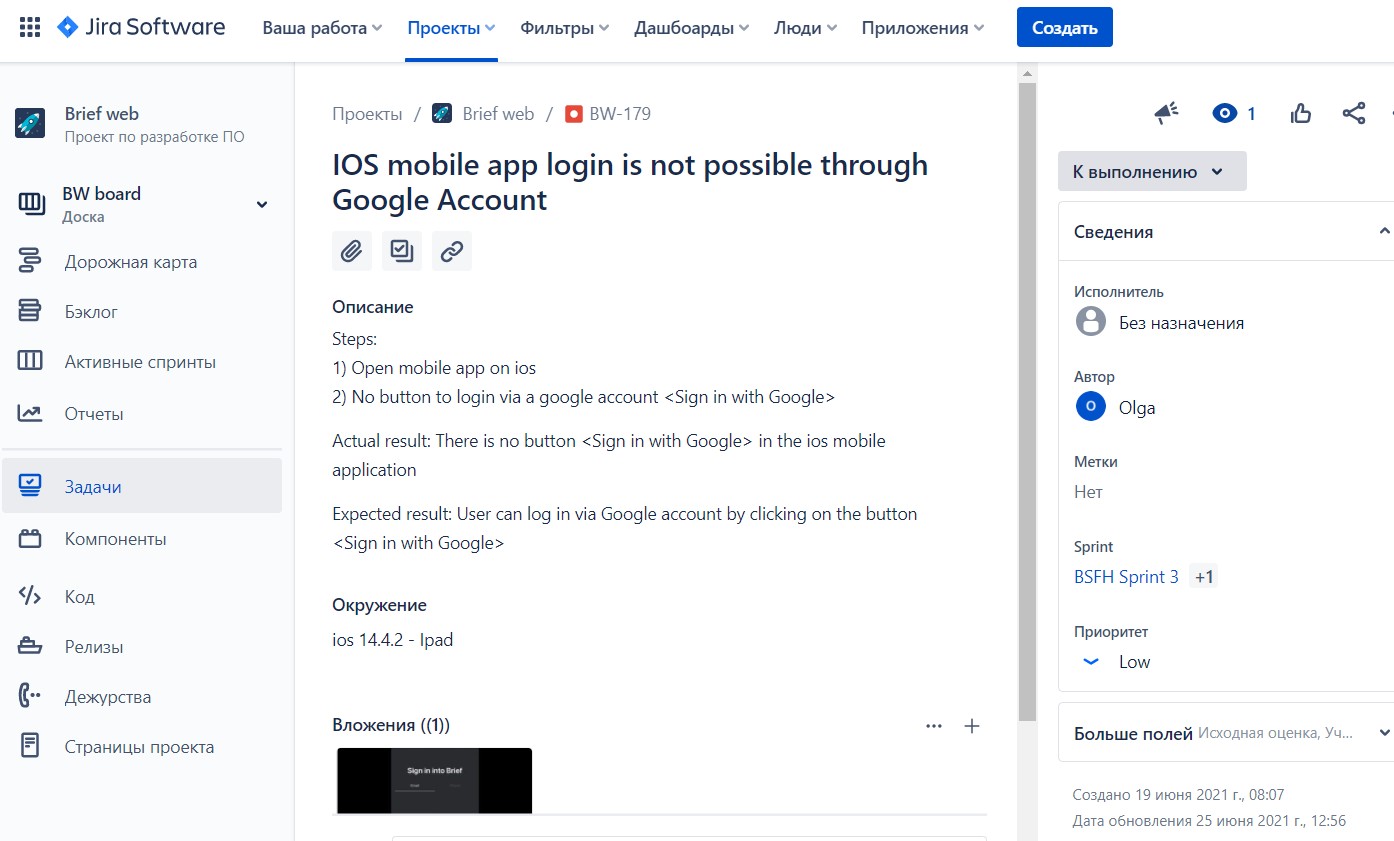 Jira Software Ваша работа Проекты Фильтры Дашборды Люди Приложения Создать
Brief web
Проект по разработке ПО
BW board
Доска
Дорожная карта
Бэклог
Активные спринты
Отчеты
Задачи
Компоненты
Код
Релизы
Дежурства
Страницы проекта
Проекты / Brief web / BW-179
IOS mobile app login is not possible through
Google Account
Описание
Steps:
1) Open mobile app on ios
2) No button to login via a google account <Sign in with Google>
Actual result: There is no button <Sign in with Google> in the ios mobile
application
Expected result: User can log in via Google account by clicking on the button
<Sign in with Google>
Окружение
ios 14.4.2 - Ipad
Вложения ((1))
Sign in into Brief
1
К выполнению
Сведения
Исполнитель
Без назначения
Автор
O Olga
Метки
Нет
Sprint
BSFH Sprint 3 +1
Приоритет
Low
Больше полей Исходная оценка, Уч...
Создано 19 июня 2021 г., 08:07
Дата обновления 25 июня 2021 г., 12:56